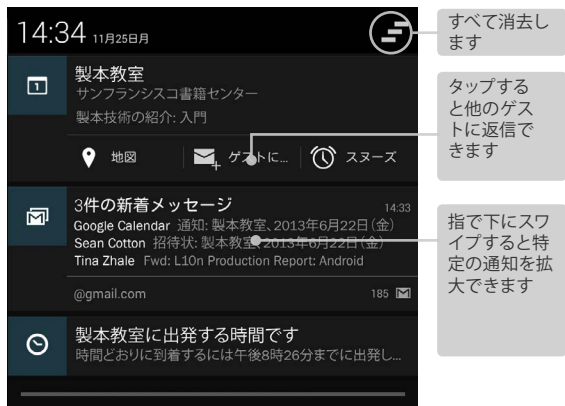 14:34 11月25日月
すべて消去し
ます
製本教室
サンフランシスコ書籍センター
製本技術の紹介: 入門
タップする
と他のゲス
トに返信で
きます
地図
ゲストに...
スヌーズ
3件の新着メッセージ
14:33
Google Calendar 通知: 製本教室、2013年6月22日（金）
Sean Cotton 招待状: 製本教室、2013年6月22日（金）
Tina Zhale Fwd: L10n Production Report: Android
@gmail.com
185
指で下にスワ
イプすると特
定の通知を拡
大できます
製本教室に出発する時間です
時間どおりに到着するには午後8時26分までに出発し...